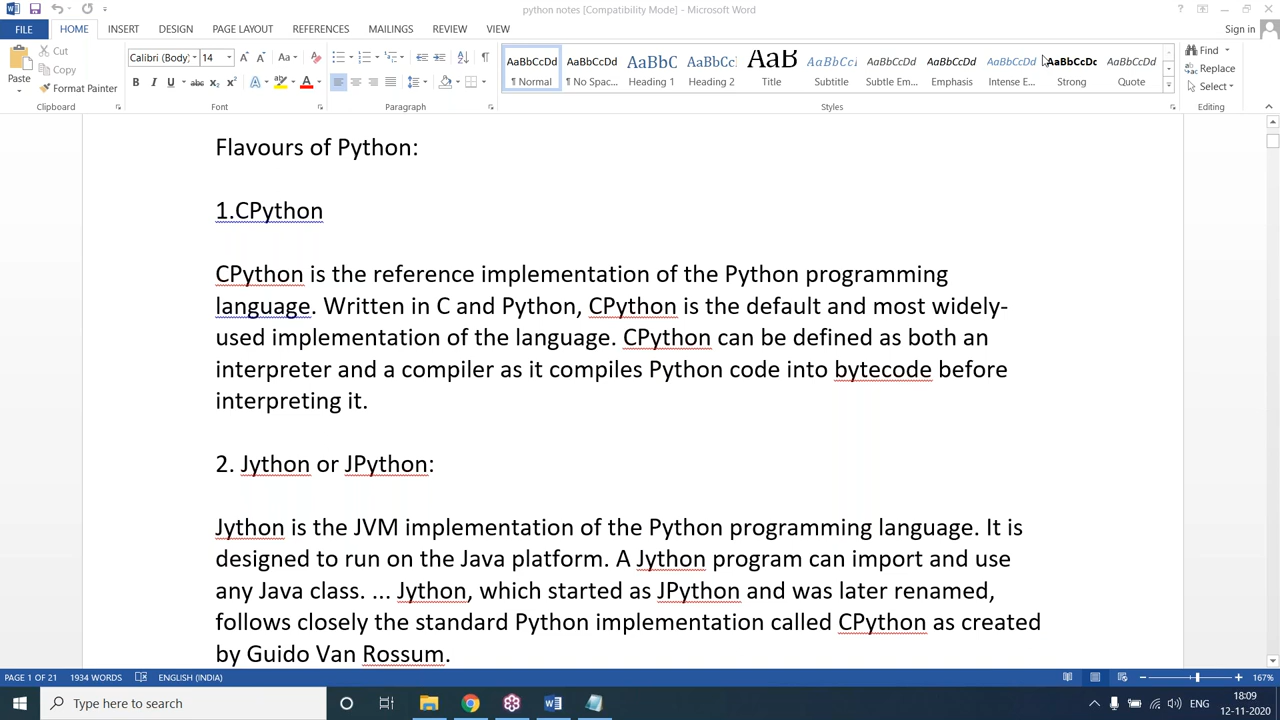 python notes [Compatibility Mode] - Microsoft Word
Sign in
FILE HOME INSERT DESIGN PAGE LAYOUT REFERENCES MAILINGS REVIEW VIEW
Paste
Cut
Copy
Format Painter
Clipboard
Calibri (Body) 14
Font
Paragraph
AaBbCcDd AaBbCcDd AaBbC AaBbCc AaB AaBbCcI AaBbCcDd AaBbCcDd AaBbCcDd AaBbCcDc AaBbCcDd
¶ Normal ¶ No Spac... Heading 1 Heading 2 Title Subtitle Subtle Em... Emphasis Intense E... Strong Quote
Styles
Find
Replace
Select
Editing
Flavours of Python:
1.CPython
CPython is the reference implementation of the Python programming
language. Written in C and Python, CPython is the default and most widely-
used implementation of the language. CPython can be defined as both an
interpreter and a compiler as it compiles Python code into bytecode before
interpreting it.
2. Jython or JPython:
Jython is the JVM implementation of the Python programming language. It is
designed to run on the Java platform. A Jython program can import and use
any Java class. ... Jython, which started as JPython and was later renamed,
follows closely the standard Python implementation called CPython as created
by Guido Van Rossum.
PAGE 1 OF 21 1934 WORDS ENGLISH (INDIA) 167%
Type here to search
ENG
18:09
12-11-2020